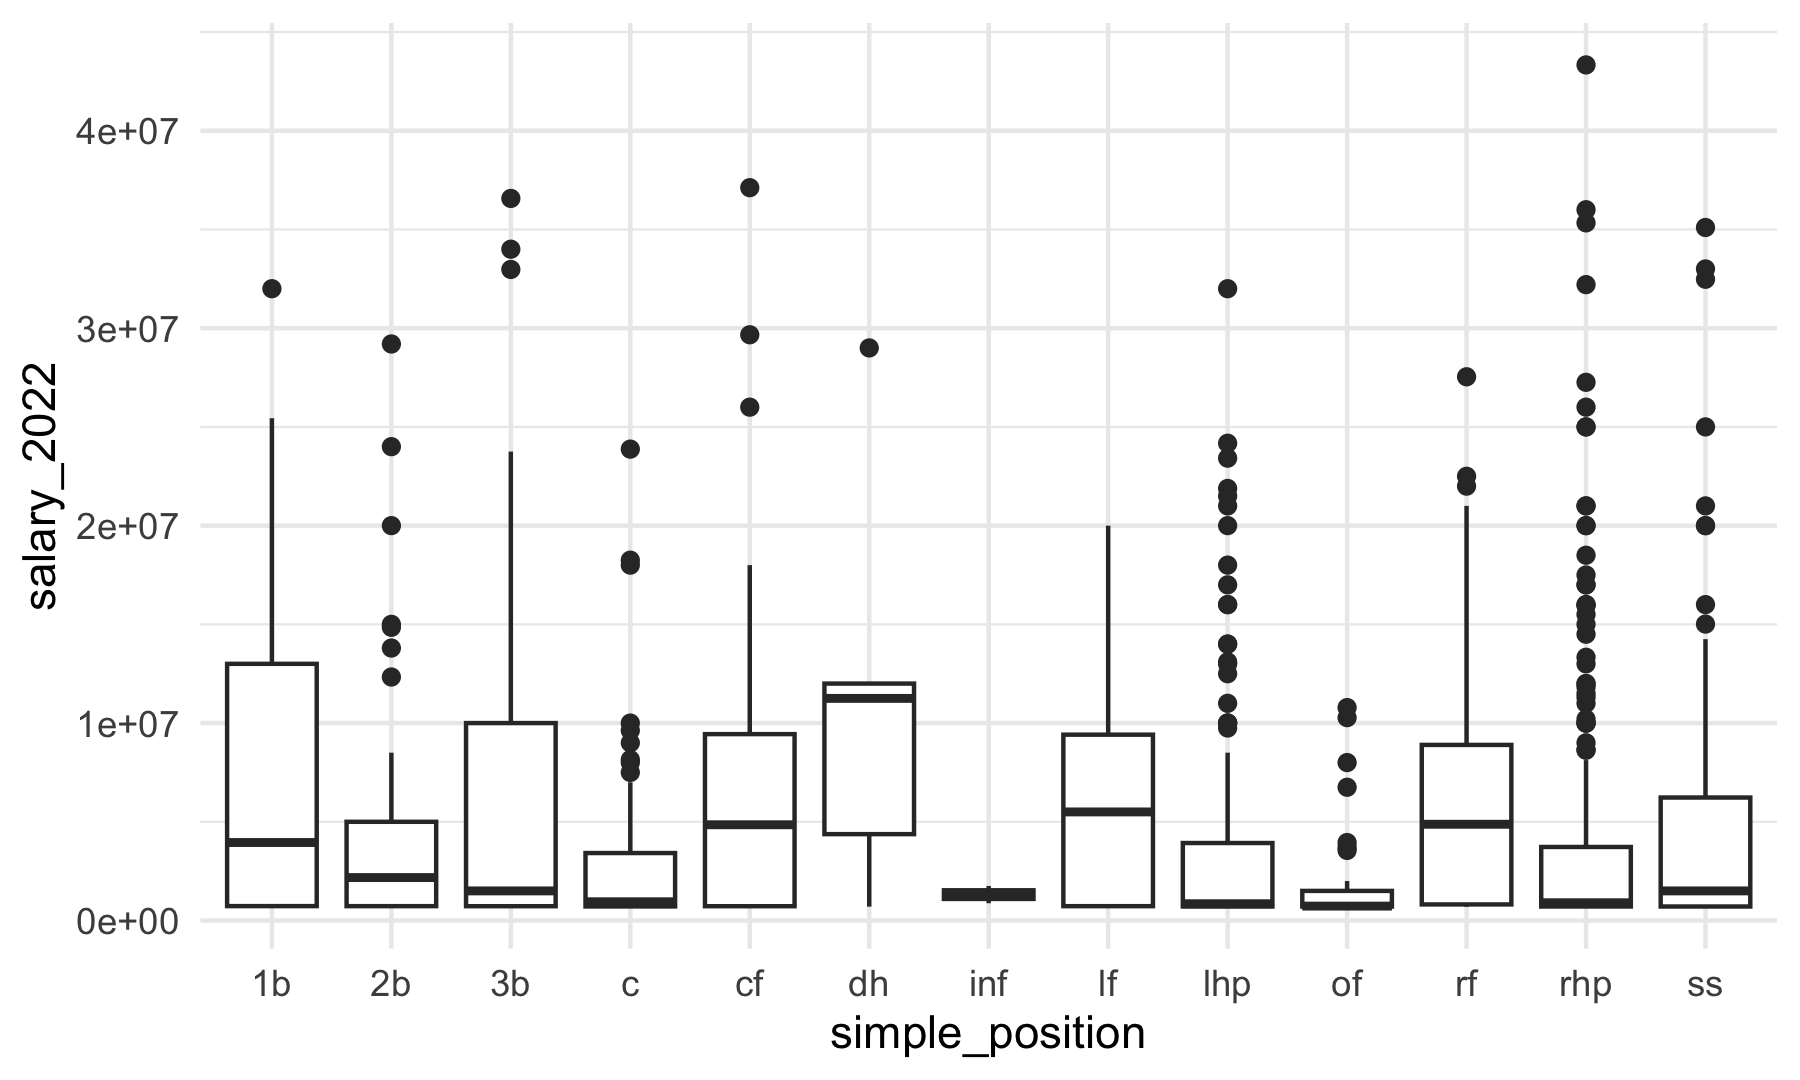 4e+07
3e+07
2e+07
1e+07
0e+00
salary_2022
1b 2b 3b c cf dh inf lf lhp of rf rhp ss
simple_position